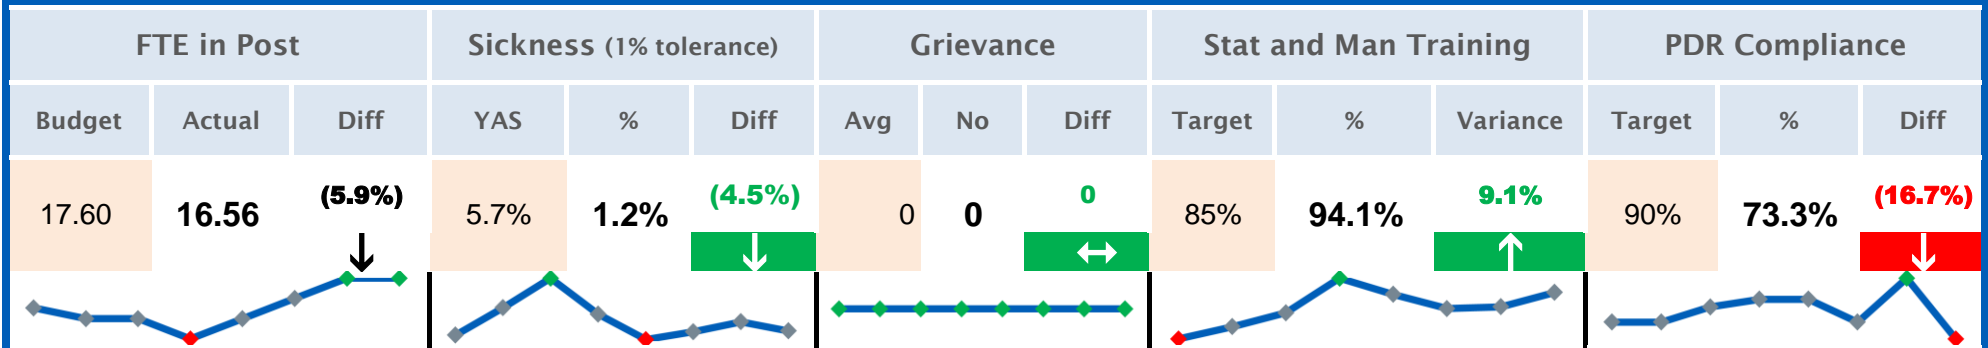 FTE in Post Sickness (1% tolerance) Grievance Stat and Man Training PDR Compliance
Budget Actual Diff YAS % Diff Avg No Diff Target % Variance Target % Diff
17.60 16.56 (5.9%) 5.7% 1.2% (4.5%) 0 0 0 85% 94.1% 9.1% 90% 73.3% (16.7%)